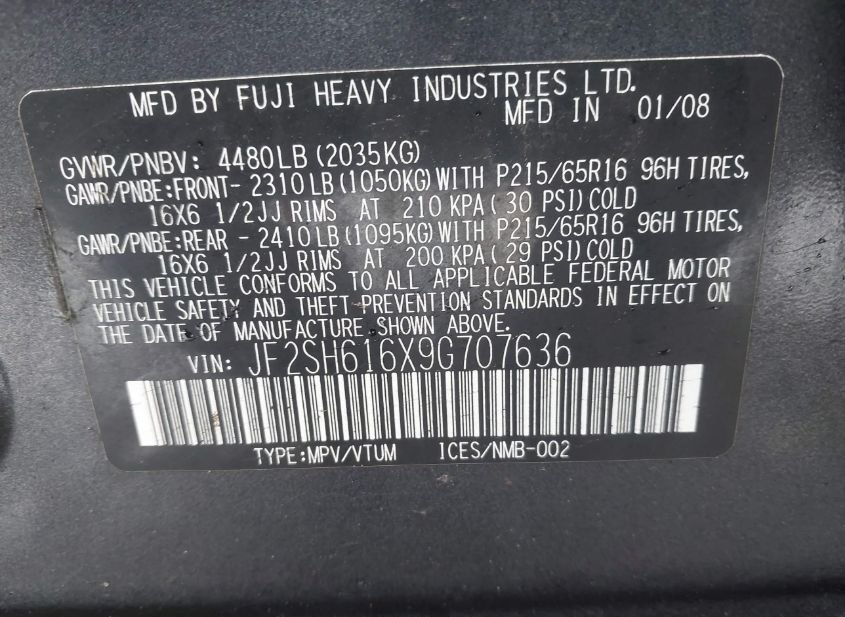 MFD BY FUJI HEAVY INDUSTRIES LTD.
MFD IN 01/08
GVWR/PNBV: 4480LB(2035KG)
GAWR/PNBE:FRONT- 2310LB(1050KG)WITH P215/65R16 96H TIRES,
16X6 1/2JJ RIMS AT 210 KPA( 30 PSI)COLD
GAWR/PNBE:REAR - 2410LB(1095KG)WITH P215/65R16 96H TIRES,
16X6 1/2JJ RIMS AT 200 KPA( 29 PSI)COLD
THIS VEHICLE CONFORMS TO ALL APPLICABLE FEDERAL MOTOR
VEHICLE SAFETY AND THEFT-PREVENTION STANDARDS IN EFFECT ON
THE DATE OF MANUFACTURE SHOWN ABOVE.
VIN: JF2SH616X9G707636
TYPE:MPV/VTUM ICES/NMB-002